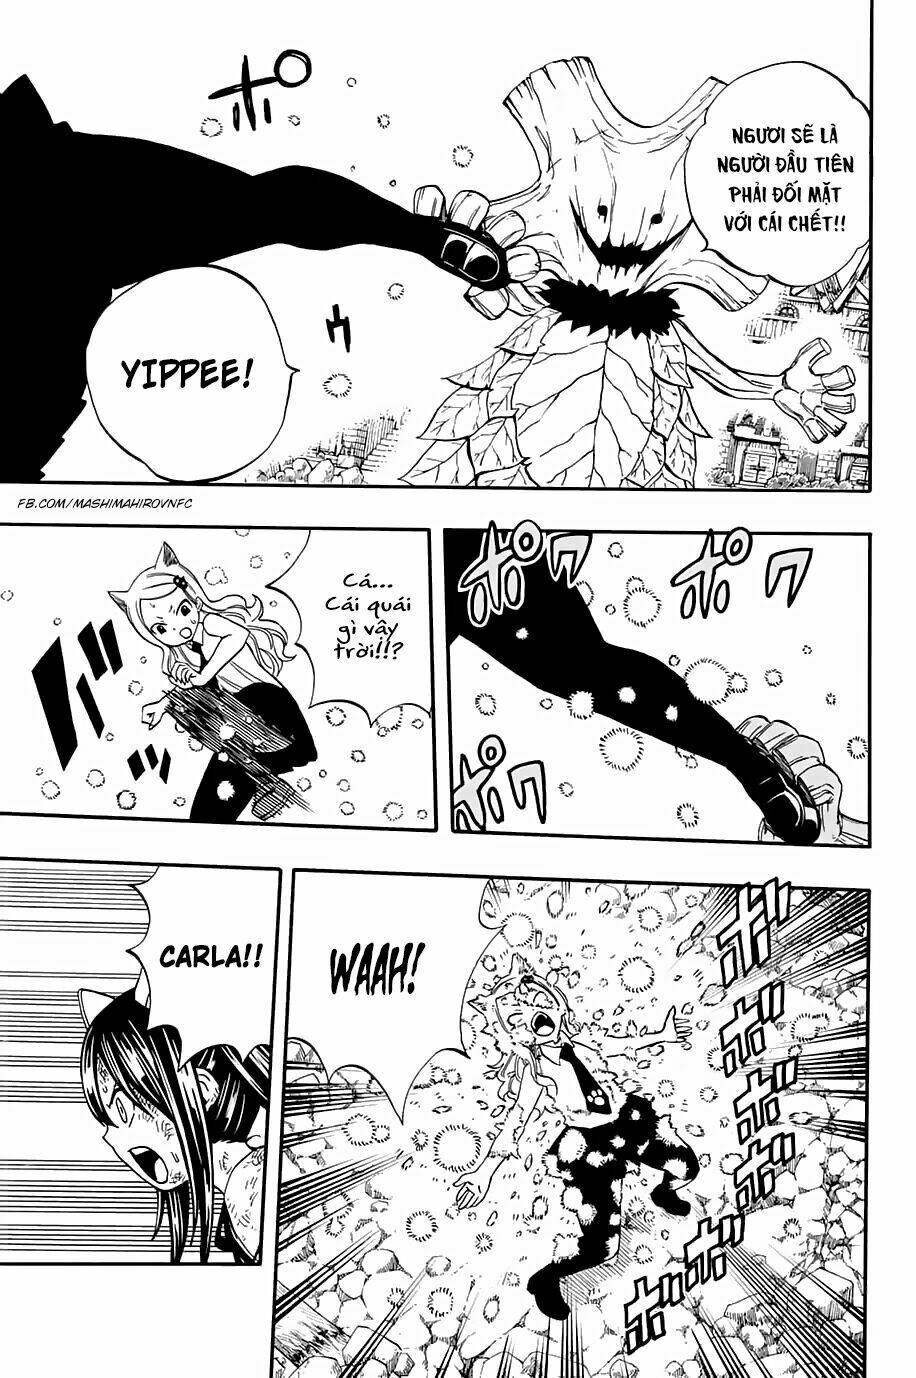 ポ
NGƯƠI SẼ LÀ
NGƯỜI ĐẦU TIÊN
PHẢI ĐỐI MẶT
VỚI CÁI CHẾT!!
ウ
YIPPEE!
FB.COM/MASHIMAHIROVNFC
ポワ
ポワ
ポワ
Cá...
Cái quái
gì vậy
trời!!?
バッ
WAAH!
ボボボボボボ
CARLA!!